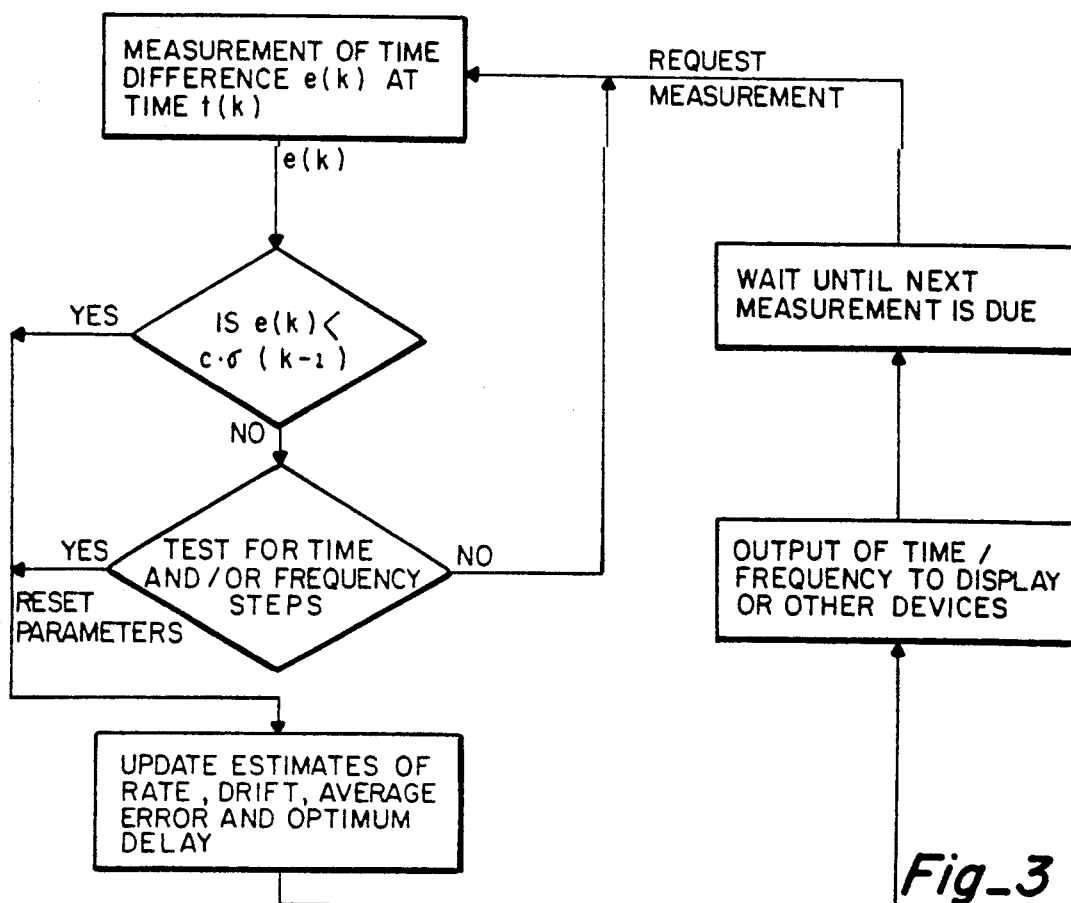 MEASUREMENT OF TIME
DIFFERENCE e(k) AT
TIME t(k)
REQUEST
MEASUREMENT
e(k)
YES
IS e(k)<
c·σ (k-1)
NO
WAIT UNTIL NEXT
MEASUREMENT IS DUE
YES
TEST FOR TIME
AND/OR FREQUENCY
STEPS
NO
RESET
PARAMETERS
OUTPUT OF TIME /
FREQUENCY TO DISPLAY
OR OTHER DEVICES
UPDATE ESTIMATES OF
RATE, DRIFT, AVERAGE
ERROR AND OPTIMUM
DELAY
Fig_3